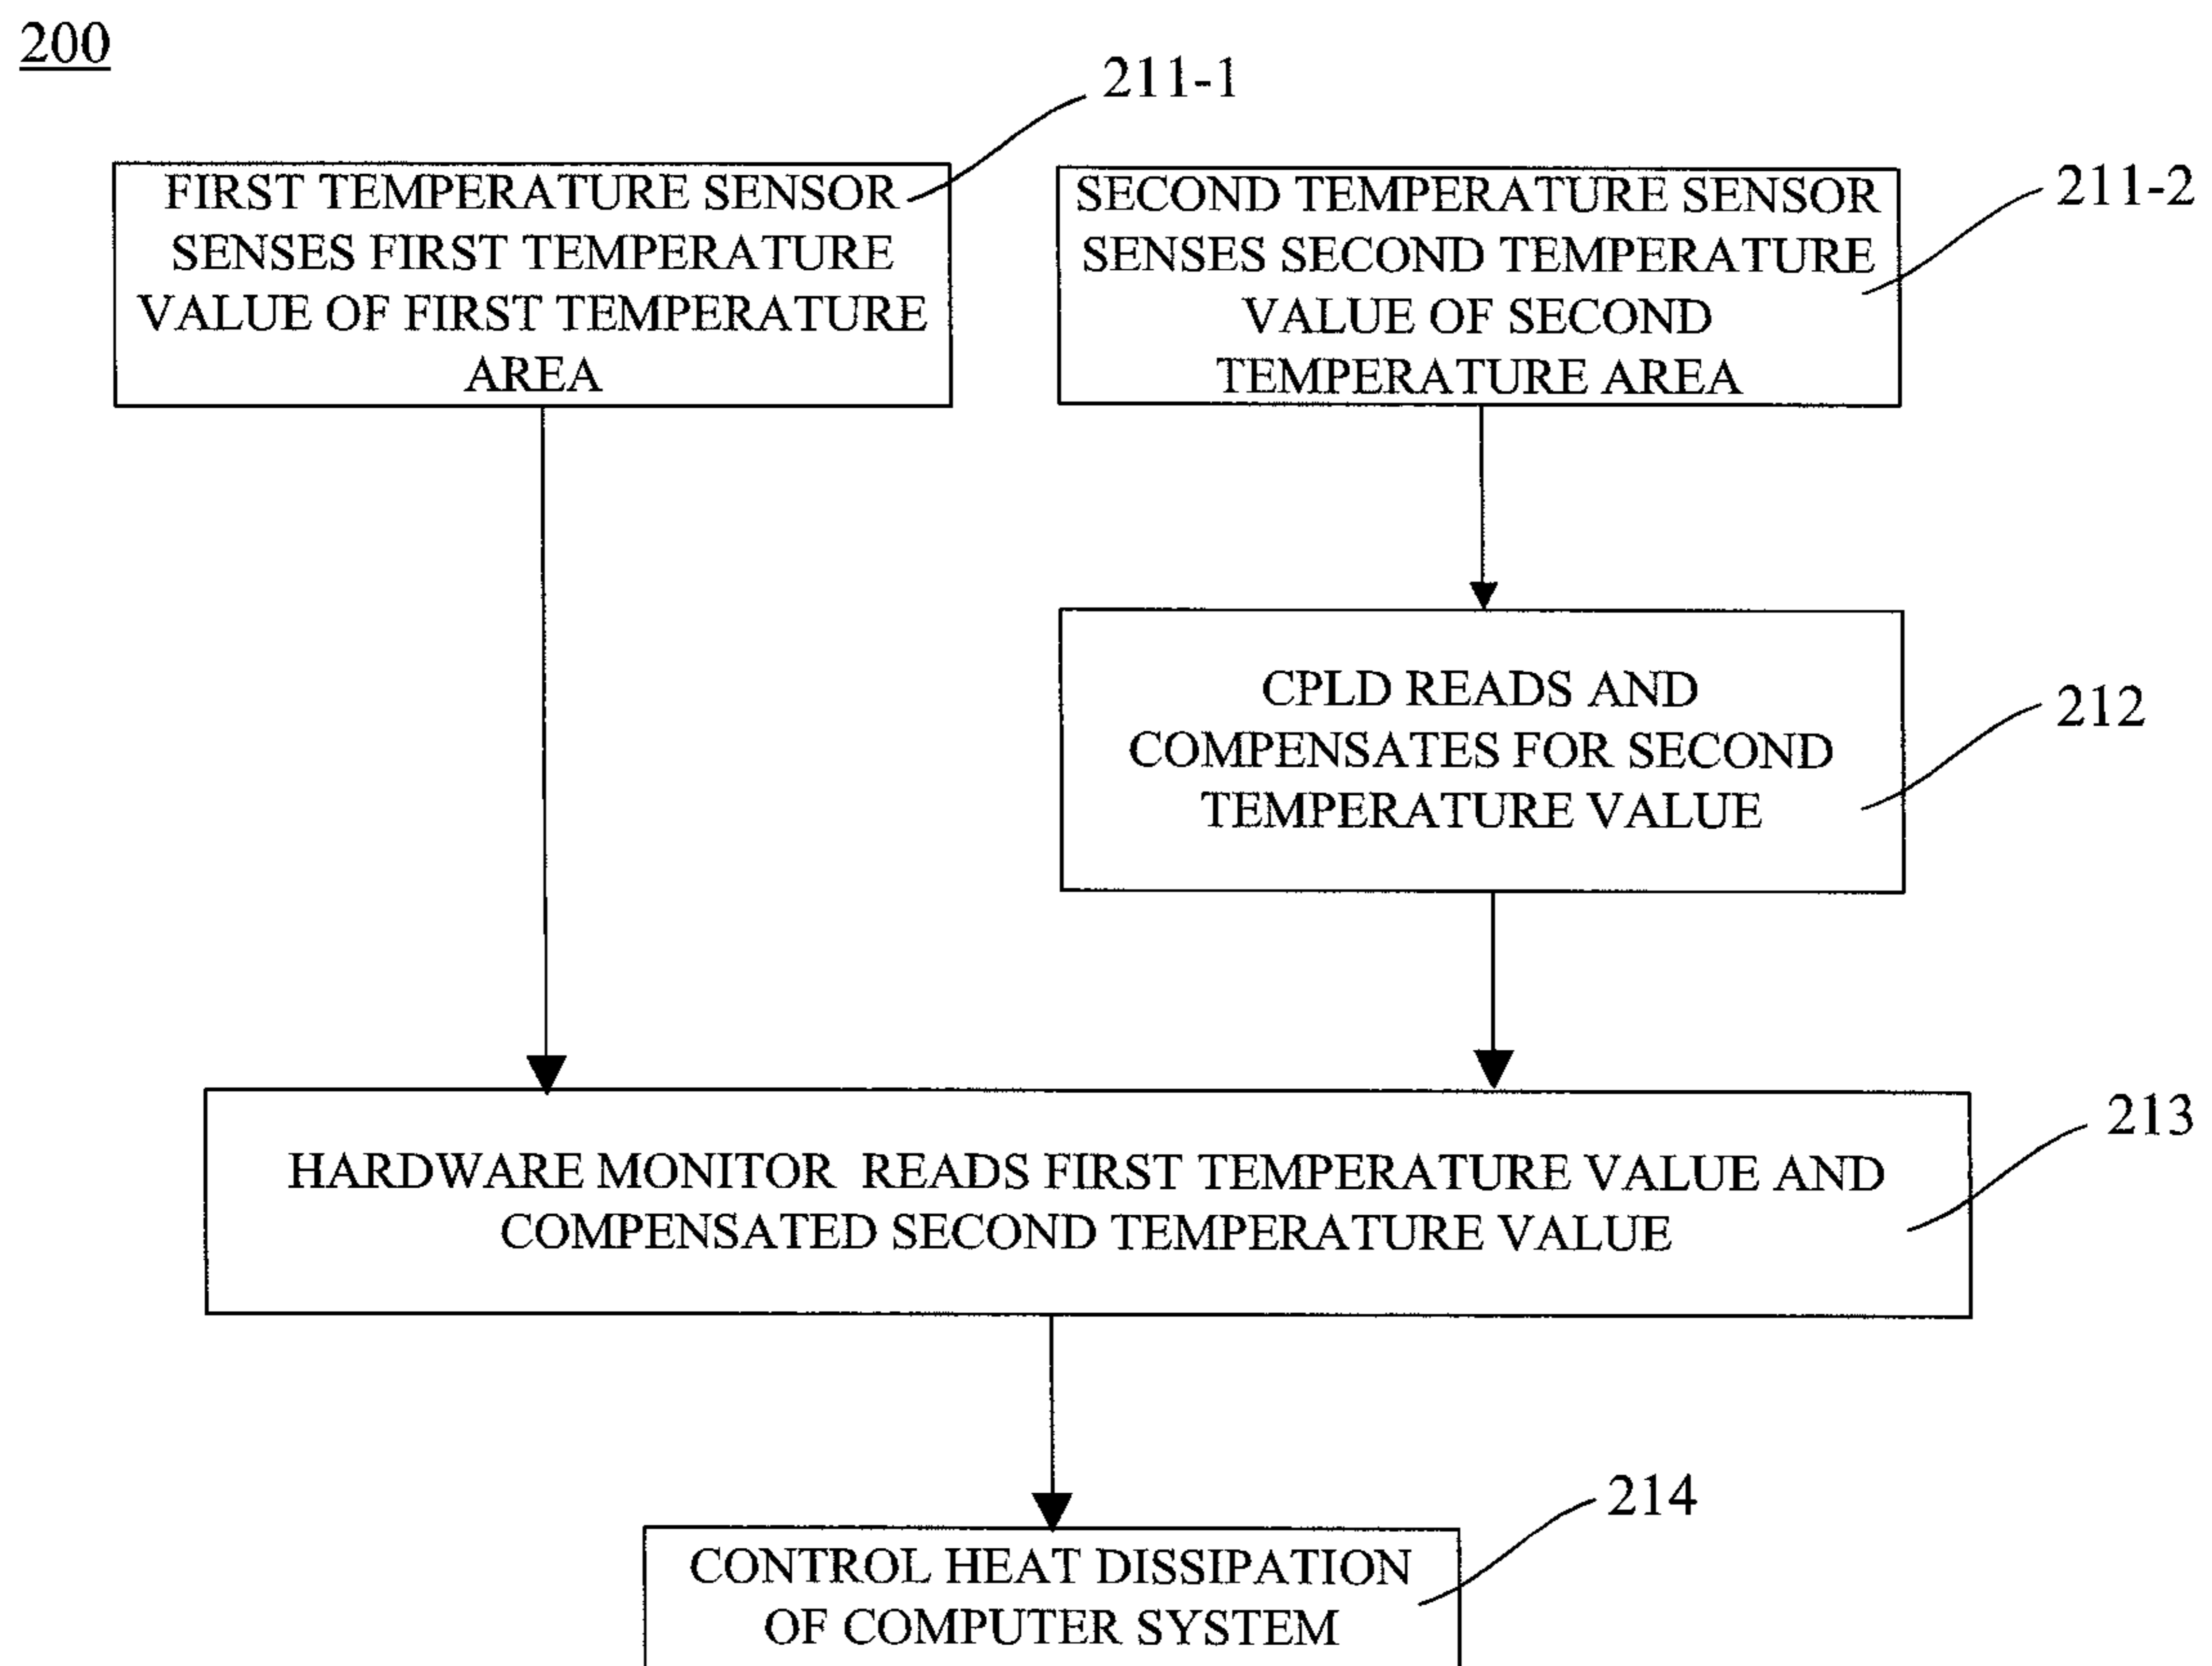 200
211-1
FIRST TEMPERATURE SENSOR
SENSES FIRST TEMPERATURE
VALUE OF FIRST TEMPERATURE
AREA
SECOND TEMPERATURE SENSOR
SENSES SECOND TEMPERATURE
VALUE OF SECOND
TEMPERATURE AREA
211-2
CPLD READS AND
COMPENSATES FOR SECOND
TEMPERATURE VALUE
212
HARDWARE MONITOR READS FIRST TEMPERATURE VALUE AND
COMPENSATED SECOND TEMPERATURE VALUE
213
CONTROL HEAT DISSIPATION
OF COMPUTER SYSTEM
214